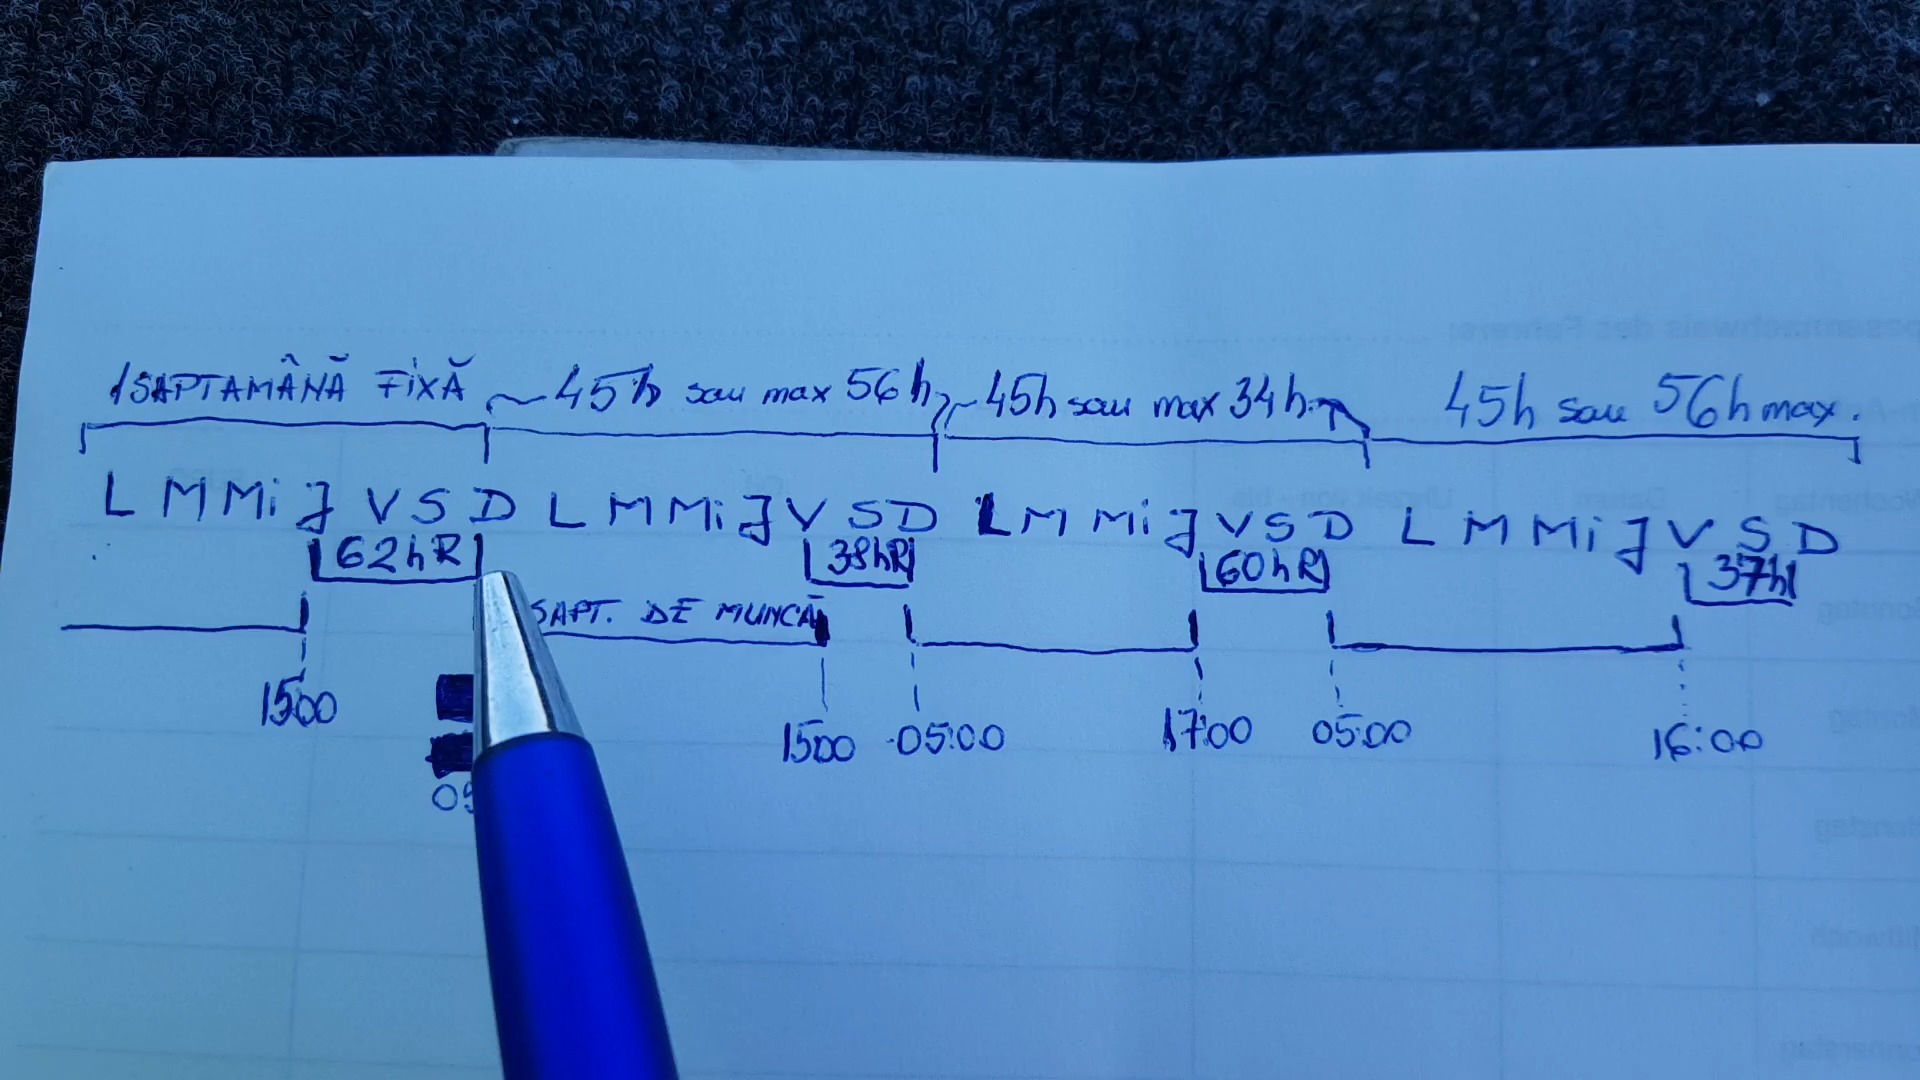 1SAPTAMÂNĂ FIXĂ 45h sau max 56h 45h sau max 34h 45h sau 56h max.
L M Mi J V S D L M Mi J V S D L M Mi J V S D L M Mi J V S D
62hR 38hR 60hR 37h
SAPT. DE MUNCĂ
1500 1500 05:00 17:00 05:00 16:00